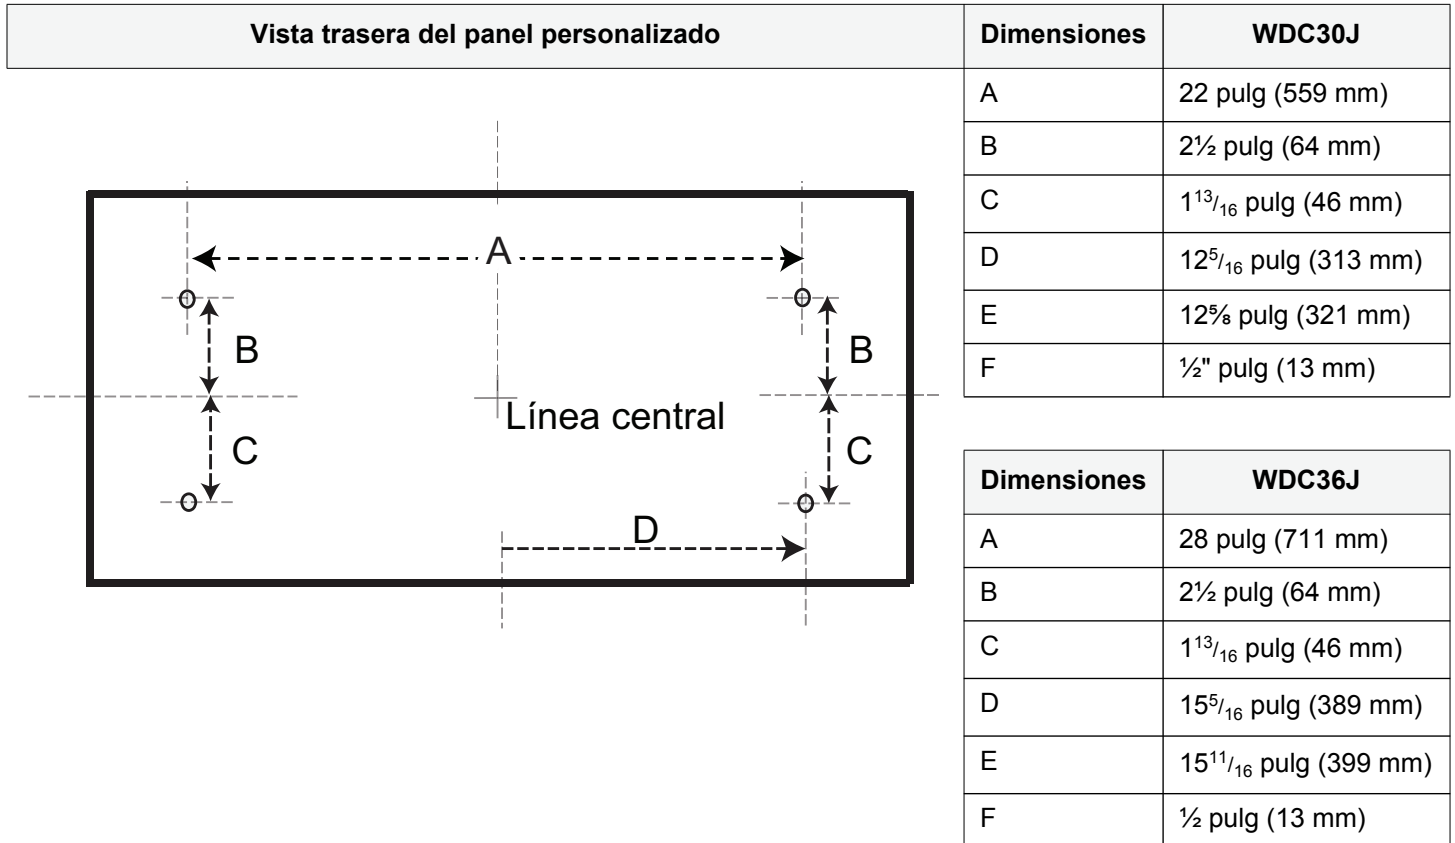 Vista trasera del panel personalizado
A
B
B
Línea central
C
C
D
Dimensiones WDC30J
A 22 pulg (559 mm)
B 2½ pulg (64 mm)
C 1¹³/₁₆ pulg (46 mm)
D 12⁵/₁₆ pulg (313 mm)
E 12⅝ pulg (321 mm)
F ½" pulg (13 mm)
Dimensiones WDC36J
A 28 pulg (711 mm)
B 2½ pulg (64 mm)
C 1¹³/₁₆ pulg (46 mm)
D 15⁵/₁₆ pulg (389 mm)
E 15¹¹/₁₆ pulg (399 mm)
F ½ pulg (13 mm)